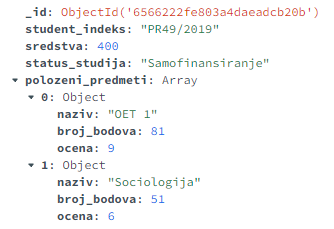 _id: ObjectId('6566222fe803a4daeadcb20b')
student_indeks: "PR49/2019"
sredstva: 400
status_studija: "Samofinansiranje"
polozeni_predmeti: Array
0: Object
naziv: "OET 1"
broj_bodova: 81
ocena: 9
1: Object
naziv: "Sociologija"
broj_bodova: 51
ocena: 6